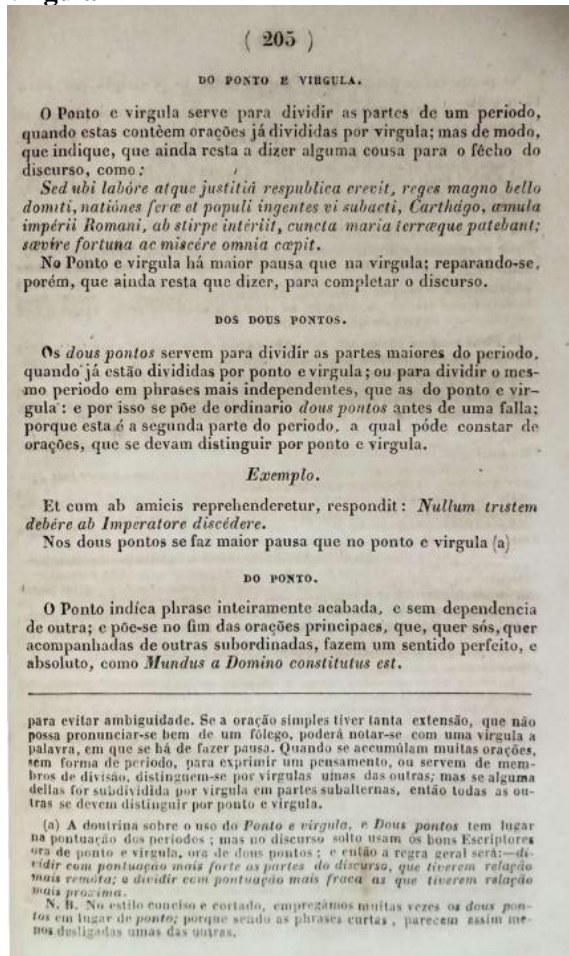 ( 205 )
DO PONTO E VIRGULA.
O Ponto e virgula serve para dividir as partes de um periodo,
quando estas contêem orações já divididas por virgula; mas de modo,
que indique, que ainda resta a dizer alguma cousa para o fêcho do
discurso, como:
Sed ubi labóre atque justitiâ respublica crevit, reges magno bello
domiti, natiónes feræ et populi ingentes vi subacti, Carthágo, æmula
impérii Romani, ab stirpe intériit, cuncta maria terræque patebant;
sævíre fortuna ac miscére omnia cæpit.
No Ponto e virgula há maior pausa que na virgula; reparando-se,
porém, que ainda resta que dizer, para completar o discurso.
DOS DOUS PONTOS.
Os dous pontos servem para dividír as partes maiores do periodo,
quando já estão divididas por ponto e virgula; ou para dividir o mes-
mo periodo em phrases mais independentes, que as do ponto e vir-
gula : e por isso se põe de ordinario dous pontos antes de uma falla;
porque esta é a segunda parte do periodo, a qual póde constar de
orações, que se devam distinguir por ponto e virgula.
Exemplo.
Et cum ab amicis reprehenderetur, respondit: Nullum tristem
debére ab Imperatore discédere.
Nos dous pontos se faz maior pausa que no ponto e virgula (a)
DO PONTO.
O Ponto indíca phrase inteiramente acabada, e sem dependencia
de outra; e põe-se no fim das orações principaes, que, quer sós, quer
acompanhadas de outras subordinadas, fazem um sentido perfeito, e
absoluto, como Mundus a Domino constitutus est.
para evitar ambiguidade. Se a oração simples tiver tanta extensão, que não
possa pronunciar-se bem de um fôlego, poderá notar-se com uma virgula a
palavra, em que se há de fazer pausa. Quando se accumúlam muitas orações,
sem forma de periodo, para exprimir um pensamento, ou servem de mem-
bros de divisão, distinguem-se por virgulas umas das outras; mas se alguma
dellas for subdividida por virgula em partes subalternas, então todas as ou-
tras se devem distinguir por ponto e virgula.
(a) A doutrina sobre o uso do Ponto e virgula, e Dous pontos tem lugar
na pontuação dos periodos ; mas no discurso solto usam os bons Escriptores
ora de ponto e virgula, ora de dous pontos : e então a regra geral será:—di-
vidir com pontuação mais forte as partes do discurso, que tiverem relação
mais remota; e dividir com pontuação mais fraca as que tiverem relação
mais proxima.
N. B. No estilo conciso e cortado, empregámos muitas vezes os dous pon-
tos em lugar de ponto; porque sendo as phrases curtas , parecem assim me-
nos desligadas umas das outras.